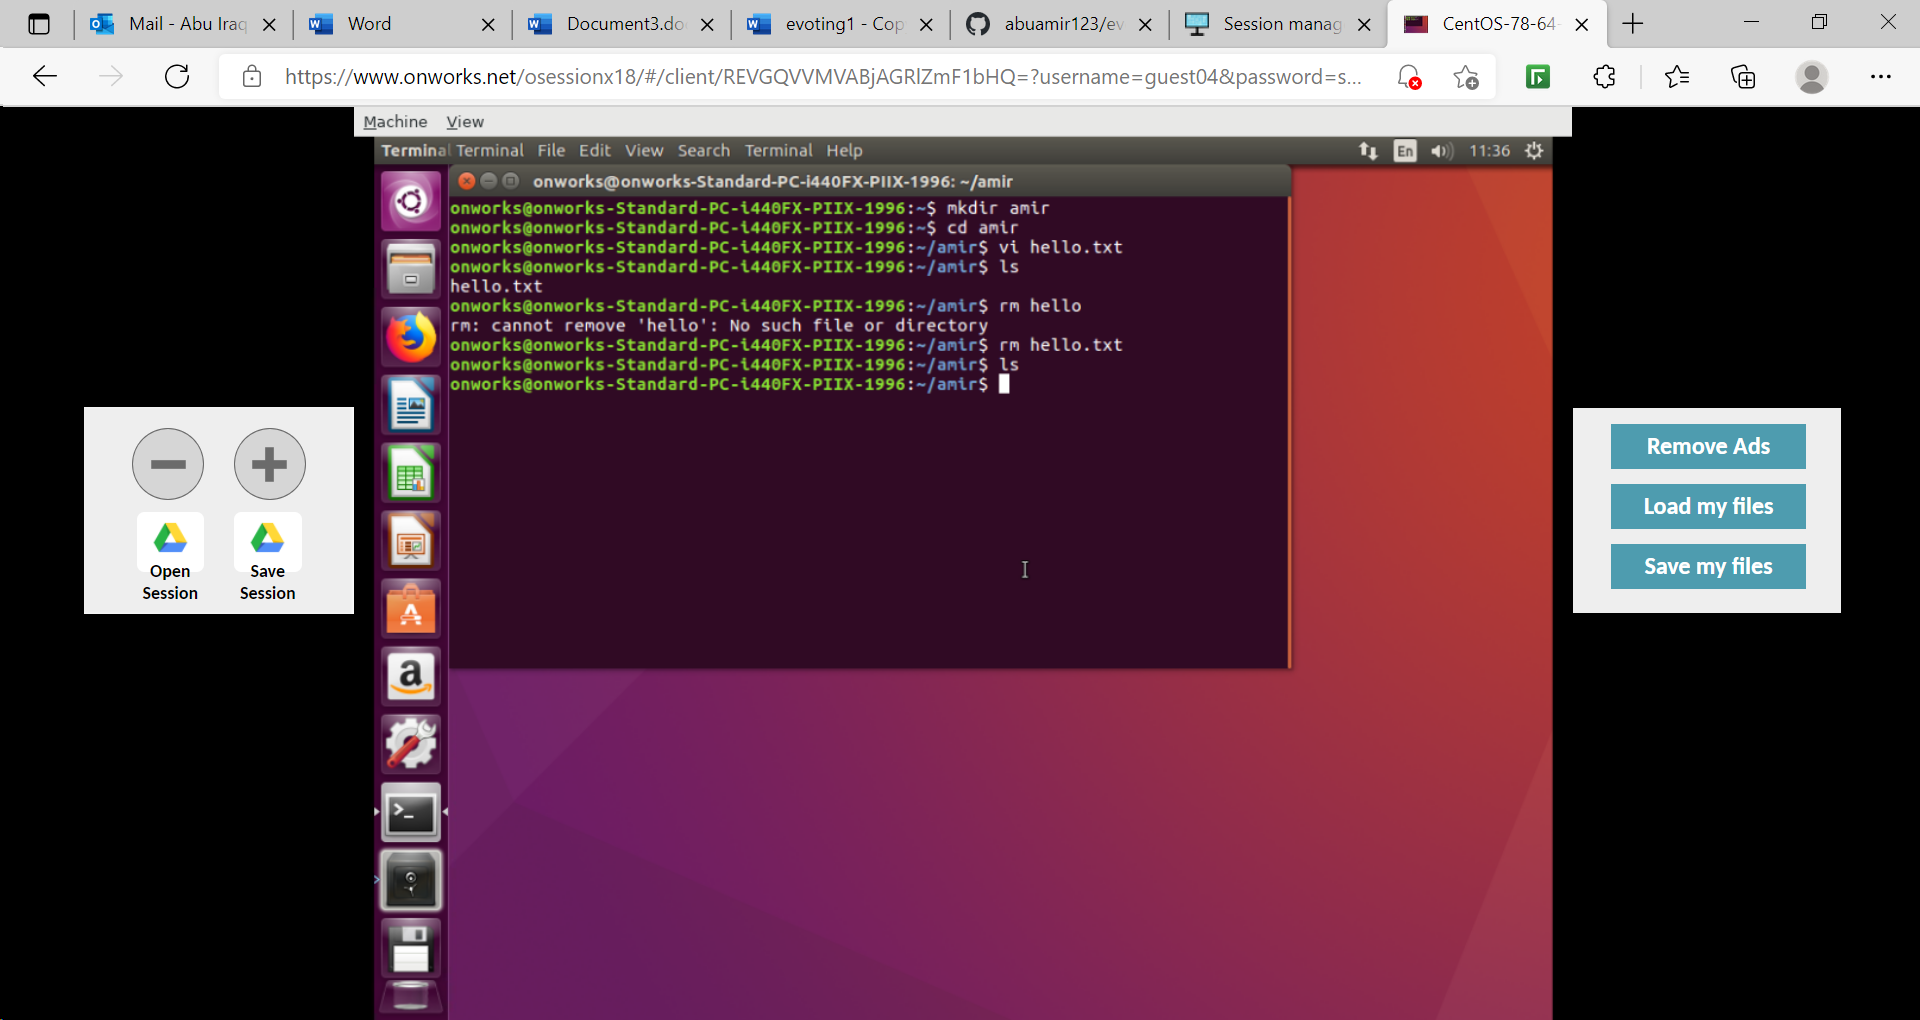 Mail - Abu Iraq
Word
Document3.do
evoting1 - Cop
abuamir123/ev
Session manag
CentOS-78-64-
https://www.onworks.net/osessionx18/#/client/REVGQVVMVABjAGRlZmF1bHQ=?username=guest04&password=s...
Machine View
Terminal Terminal File Edit View Search Terminal Help
En 11:36
onworks@onworks-Standard-PC-i440FX-PIIX-1996: ~/amir
onworks@onworks-Standard-PC-i440FX-PIIX-1996:~$ mkdir amir
onworks@onworks-Standard-PC-i440FX-PIIX-1996:~$ cd amir
onworks@onworks-Standard-PC-i440FX-PIIX-1996:~/amir$ vi hello.txt
onworks@onworks-Standard-PC-i440FX-PIIX-1996:~/amir$ ls
hello.txt
onworks@onworks-Standard-PC-i440FX-PIIX-1996:~/amir$ rm hello
rm: cannot remove 'hello': No such file or directory
onworks@onworks-Standard-PC-i440FX-PIIX-1996:~/amir$ rm hello.txt
onworks@onworks-Standard-PC-i440FX-PIIX-1996:~/amir$ ls
onworks@onworks-Standard-PC-i440FX-PIIX-1996:~/amir$
Open
Session
Save
Session
Remove Ads
Load my files
Save my files